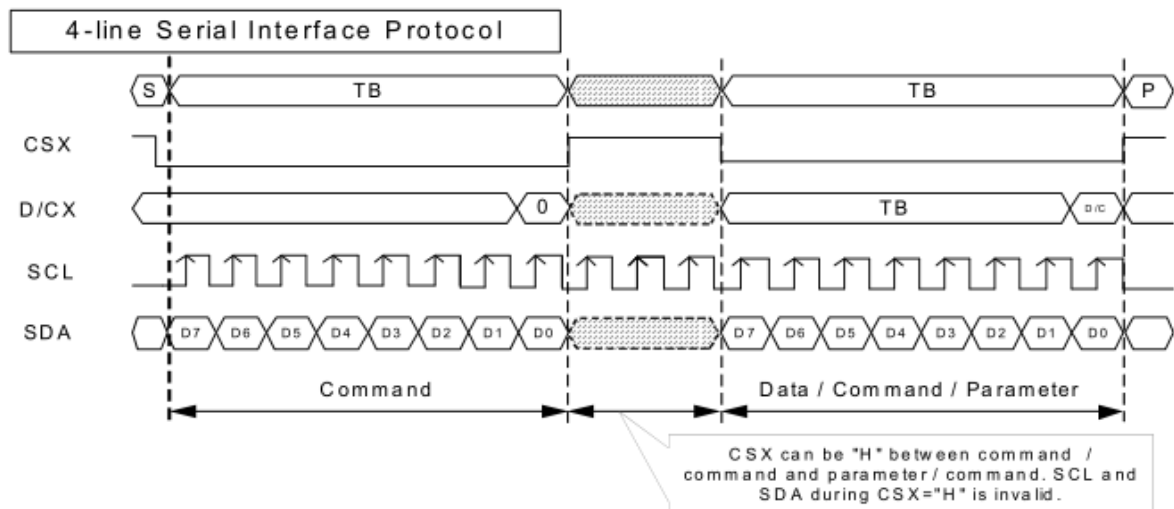 4-line Serial Interface Protocol
S TB TB P
CSX
D/CX 0 TB D/C
SCL
SDA D7 D6 D5 D4 D3 D2 D1 D0 D7 D6 D5 D4 D3 D2 D1 D0
Command Data / Command / Parameter
CSX can be "H" between command /
command and parameter / command. SCL and
SDA during CSX="H" is invalid.